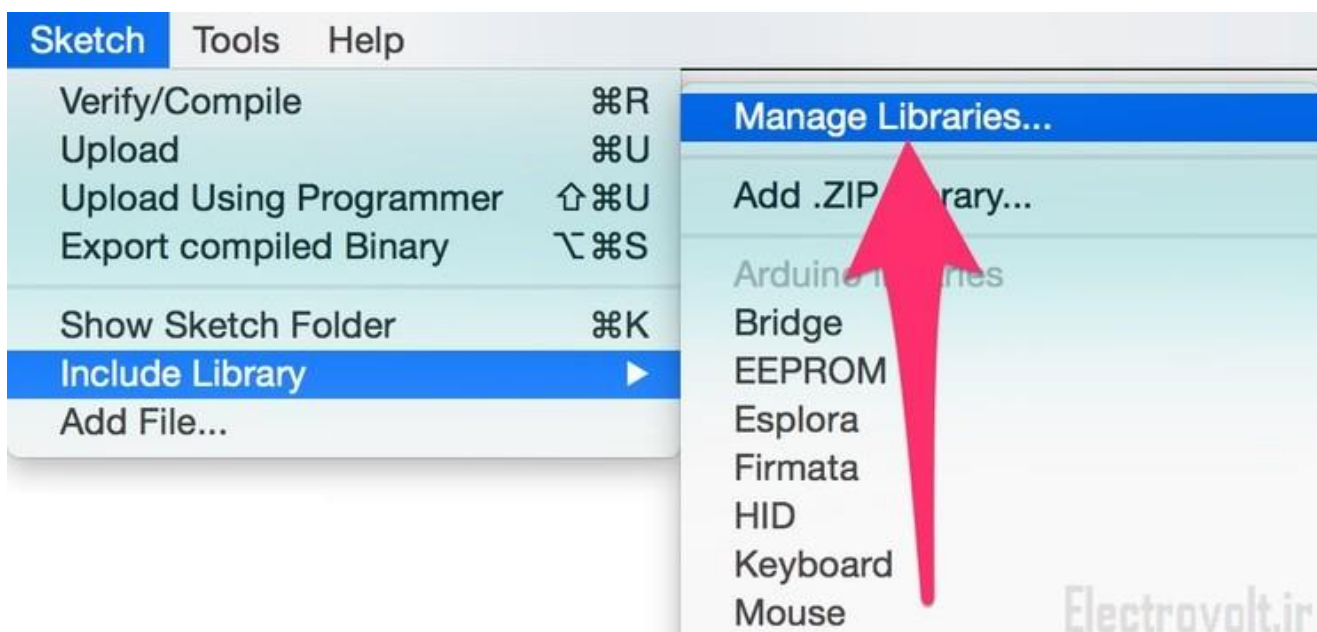 Sketch Tools Help
Verify/Compile ⌘R
Upload ⌘U
Upload Using Programmer ⇧⌘U
Export compiled Binary ⌥⌘S
Show Sketch Folder ⌘K
Include Library ▶
Add File...
Manage Libraries...
Add .ZIP
Arduino
Bridge
EEPROM
Esplora
Firmata
HID
Keyboard
Mouse
Electrovolt.ir